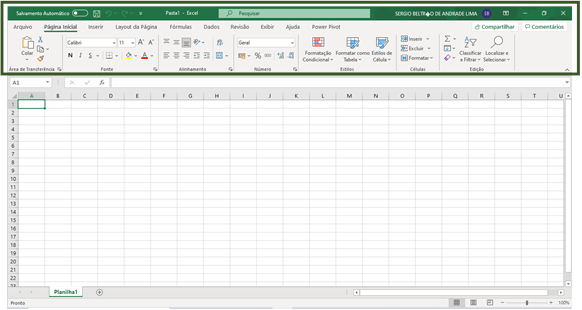 Salvamento Automático Pasta1 - Excel Pesquisar SERGIO BELTR�O DE ANDRADE LIMA SB
Arquivo Página Inicial Inserir Layout da Página Fórmulas Dados Revisão Exibir Ajuda Power Pivot Compartilhar Comentários
Colar
Calibri 11
N I S
Geral
% 000
Formatação Condicional
Formatar como Tabela
Estilos de Célula
Inserir
Excluir
Formatar
Classificar e Filtrar
Localizar e Selecionar
Área de Transferência Fonte Alinhamento Número Estilos Células Edição
A1 fx
A B C D E F G H I J K L M N O P Q R S T U
1
2
3
4
5
6
7
8
9
10
11
12
13
14
15
16
17
18
19
20
21
22
23
Planilha1
Pronto 100%